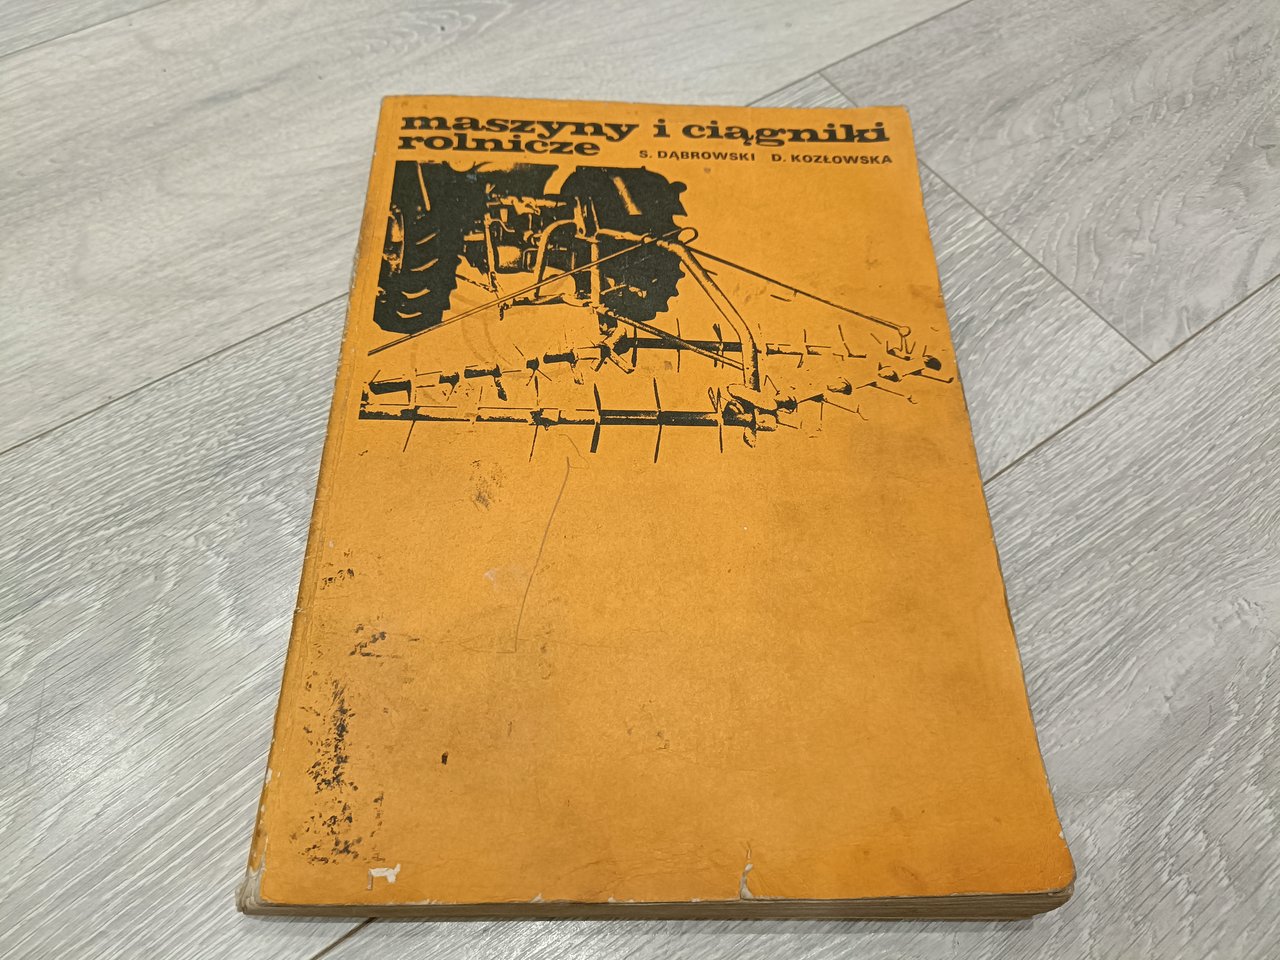 maszyny i ciągniki
rolnicze
S. DĄBROWSKI D. KOZŁOWSKA